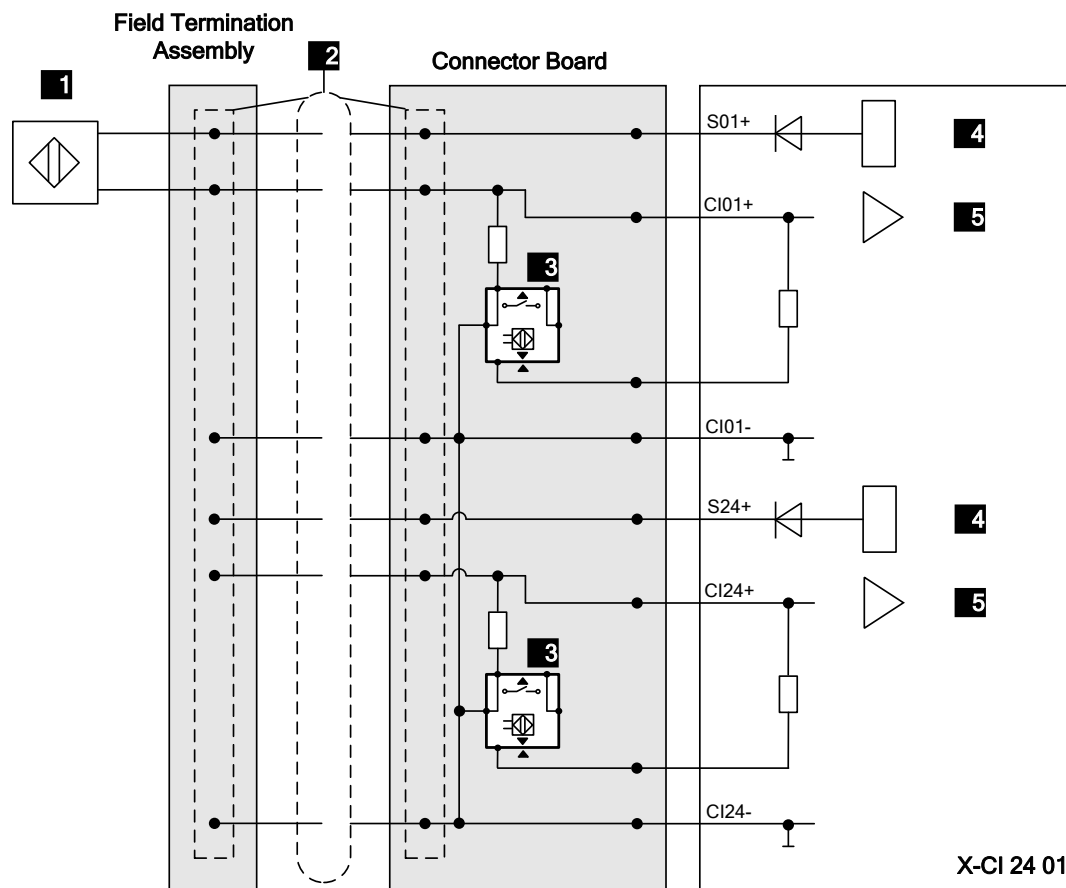 Field Termination
Assembly
1
2
Connector Board
S01+
4
CI01+
5
3
CI01-
S24+
4
CI24+
5
3
CI24-
X-CI 24 01